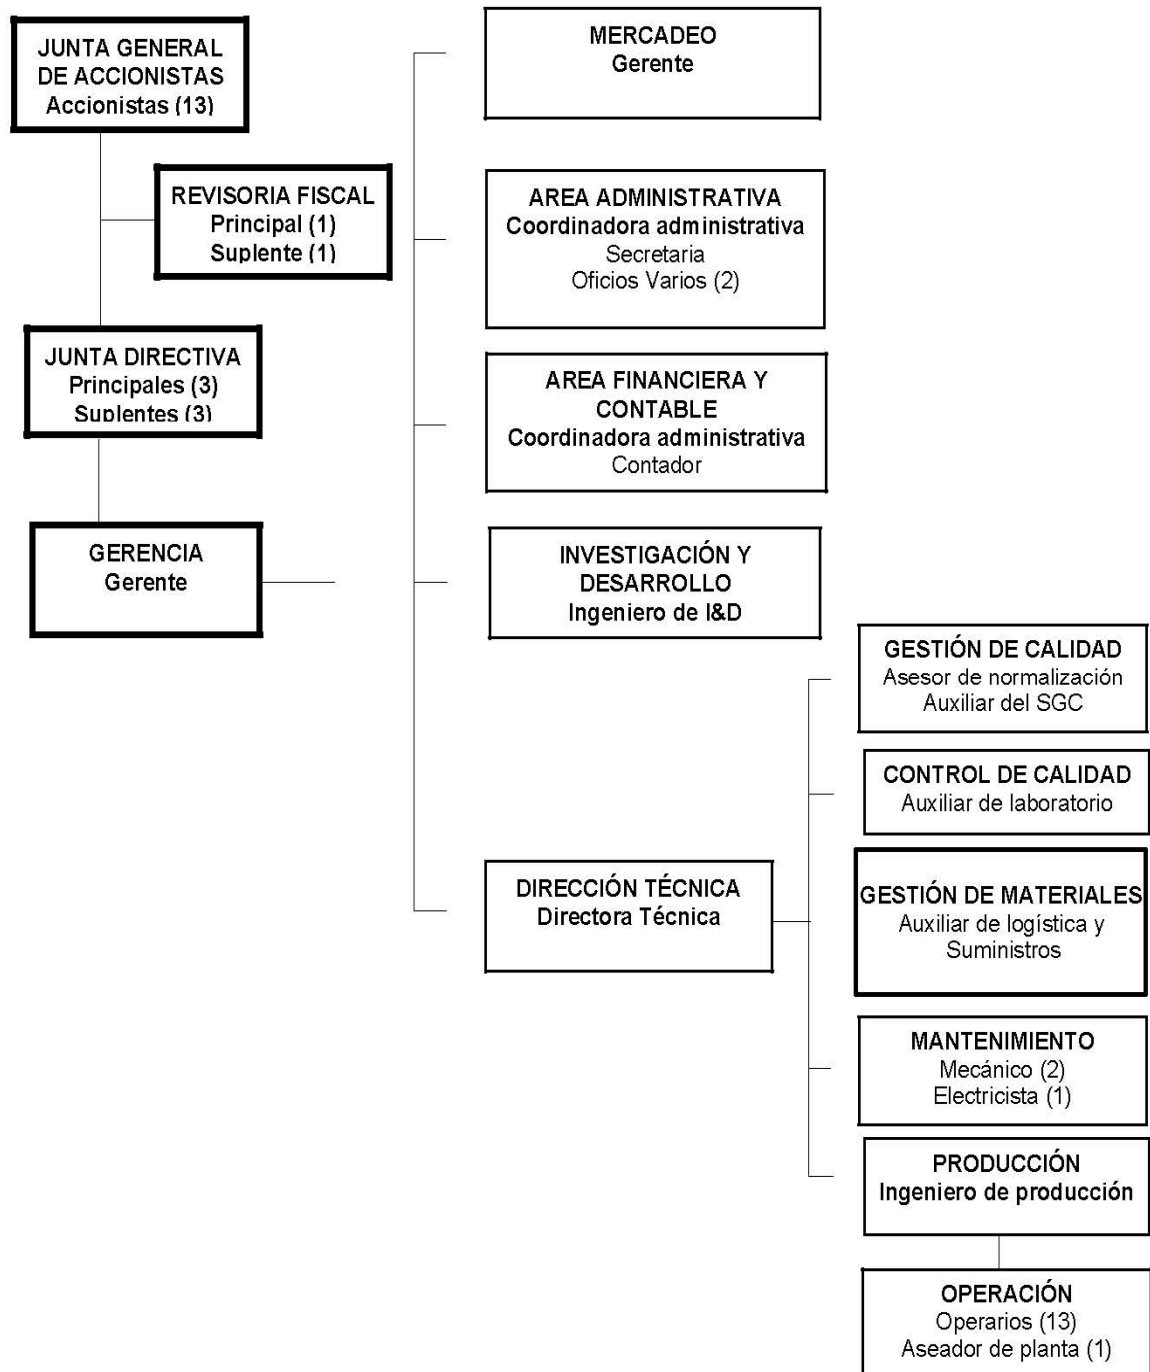 JUNTA GENERAL
DE ACCIONISTAS
Accionistas (13)
REVISORIA FISCAL
Principal (1)
Suplente (1)
JUNTA DIRECTIVA
Principales (3)
Suplentes (3)
GERENCIA
Gerente
MERCADEO
Gerente
AREA ADMINISTRATIVA
Coordinadora administrativa
Secretaria
Oficios Varios (2)
AREA FINANCIERA Y
CONTABLE
Coordinadora administrativa
Contador
INVESTIGACIÓN Y
DESARROLLO
Ingeniero de I&D
DIRECCIÓN TÉCNICA
Directora Técnica
GESTIÓN DE CALIDAD
Asesor de normalización
Auxiliar del SGC
CONTROL DE CALIDAD
Auxiliar de laboratorio
GESTIÓN DE MATERIALES
Auxiliar de logística y
Suministros
MANTENIMIENTO
Mecánico (2)
Electricista (1)
PRODUCCIÓN
Ingeniero de producción
OPERACIÓN
Operarios (13)
Aseador de planta (1)